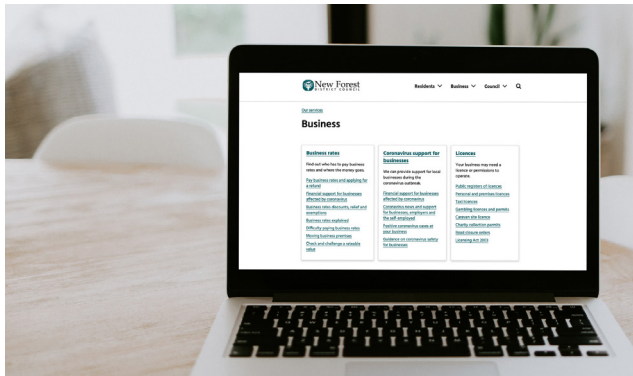 New Forest
DISTRICT COUNCIL
Residents
Business
Council
Our services
Business
Business rates
Find out who has to pay business
rates and where the money goes.
Pay business rates and applying for
a refund
Financial support for businesses
affected by coronavirus
Business rates discounts, relief and
exemptions
Business rates explained
Difficulty paying business rates
Moving business premises
Check and challenge a rateable
value
Coronavirus support for
businesses
We can provide support for local
businesses during the
coronavirus outbreak.
Financial support for businesses
affected by coronavirus
Coronavirus news and support
for businesses, employers and
the self employed
Positive coronavirus cases at
your business
Guidance on coronavirus safety
for businesses
Licences
Your business may need a
licence or permissions to
operate
Public registers of licences
Personal and premises licences
Taxi licences
Gambling licences and permits
Caravan site licence
Charity collection permits
Road closure orders
Licensing Act 2003